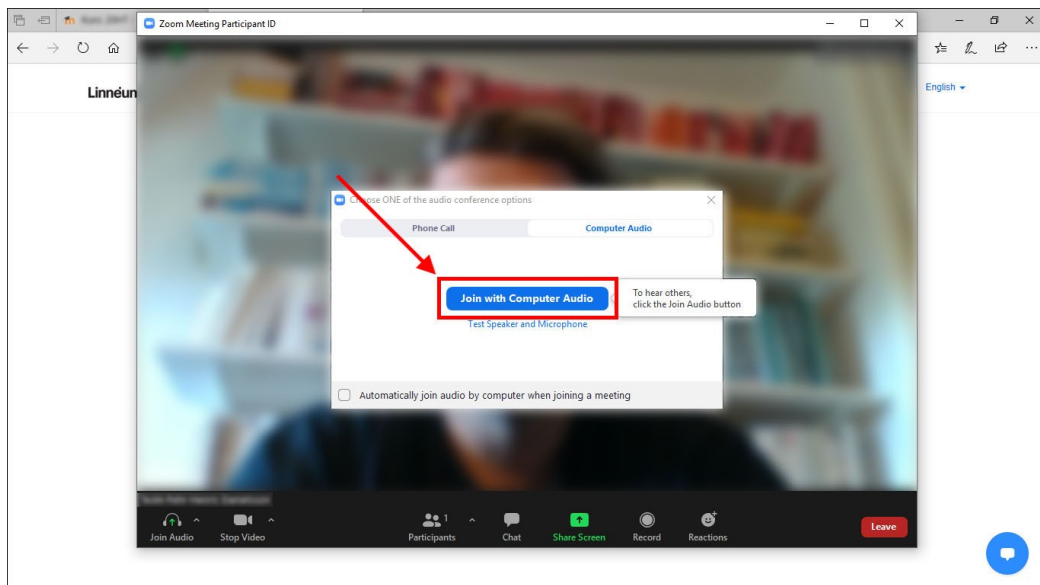 Zoom Meeting Participant ID
Linnéun
English
Choose ONE of the audio conference options
Phone Call
Computer Audio
Join with Computer Audio
To hear others,
click the Join Audio button
Test Speaker and Microphone
Automatically join audio by computer when joining a meeting
1
Join Audio
Stop Video
Participants
Chat
Share Screen
Record
Reactions
Leave